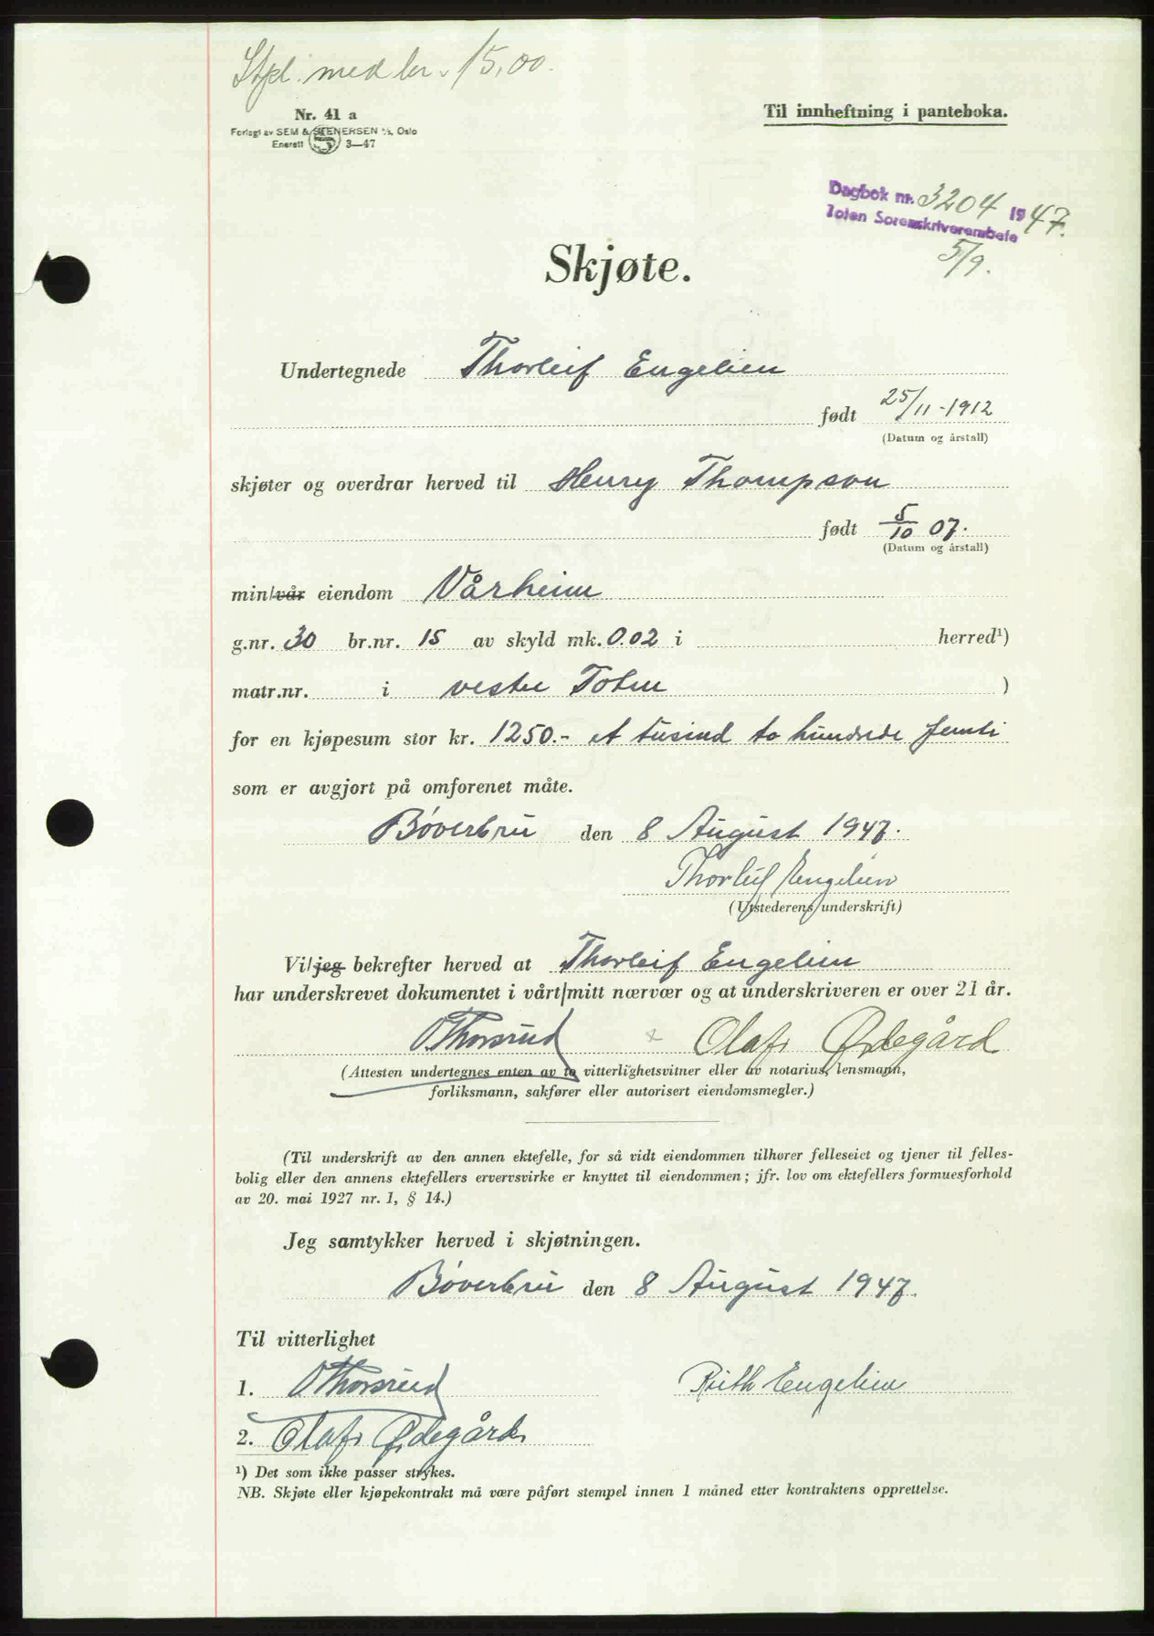 Stpl. med kr. 15,00.
Nr. 41 a
Forlagt av SEM & STENERSEN A/S, Oslo
Enerett S 3—47
Til innheftning i panteboka.
Dagbok nr. 3204 1947.
Toten Sorenskriverembete
5/9.
Skjøte.
Undertegnede Thorleif Engelien
født 25/11-1912
(Datum og årstall)
skjøter og overdrar herved til Henry Thompson
født 5/10 07.
(Datum og årstall)
min/vår eiendom Vårheim
g.nr. 30 br.nr. 15 av skyld mk. 0.02 i herred¹)
matr.nr. i vestre Toten )
for en kjøpesum stor kr. 1250.- et tusind to hundrede femti
som er avgjort på omforenet måte.
Bøverbru den 8 August 1947.
Thorleif Engelien
(Utstederens underskrift)
Vi/jeg bekrefter herved at Thorleif Engelien
har underskrevet dokumentet i vårt/mitt nærvær og at underskriveren er over 21 år.
O Thorsrud x Olaf Ødegård
(Attesten undertegnes enten av to vitterlighetsvitner eller av notarius, lensmann,
forliksmann, sakfører eller autorisert eiendomsmegler.)
(Til underskrift av den annen ektefelle, for så vidt eiendommen tilhører felleseiet og tjener til felles-
bolig eller den annens ektefellers ervervsvirke er knyttet til eiendommen; jfr. lov om ektefellers formuesforhold
av 20. mai 1927 nr. 1, § 14.)
Jeg samtykker herved i skjøtningen.
Bøverbru den 8 August 1947.
Til vitterlighet
1. O Thorsrud Ruth Engelien
2. Olaf Ødegård
¹) Det som ikke passer strykes.
NB. Skjøte eller kjøpekontrakt må være påført stempel innen 1 måned etter kontraktens opprettelse.